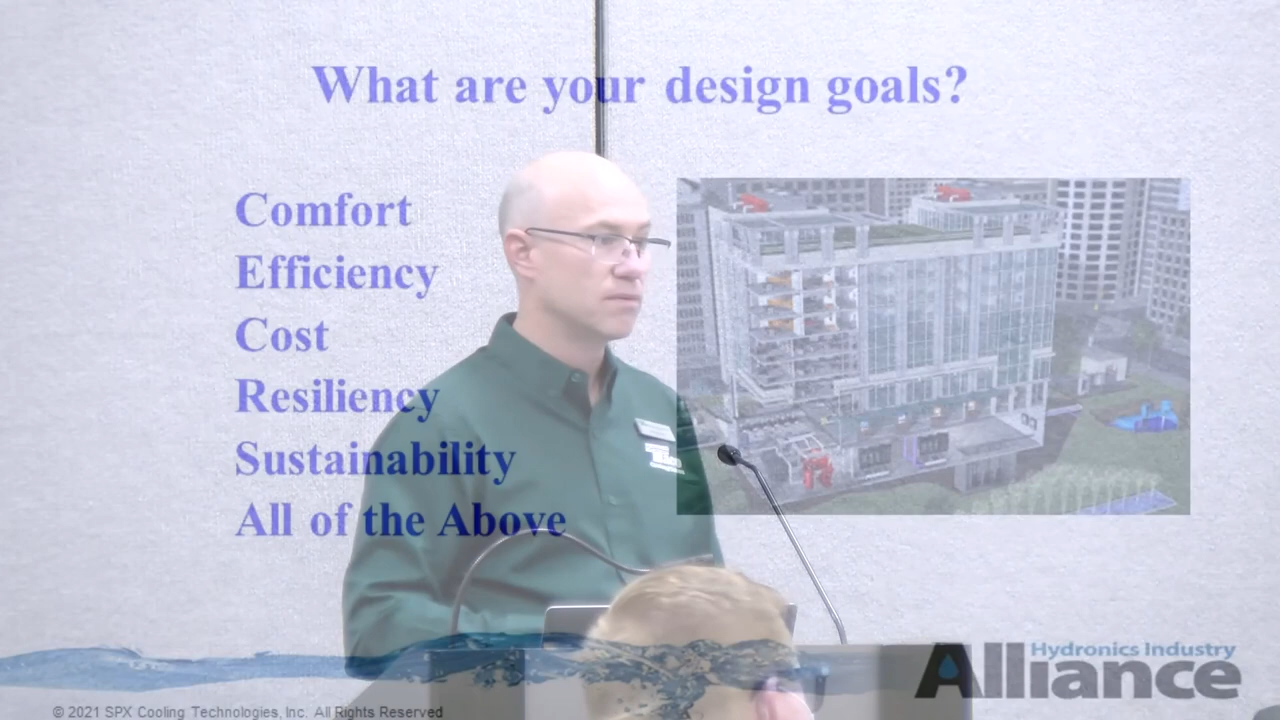 What are your design goals?
Comfort
Efficiency
Cost
Resiliency
Sustainability
All of the Above
Hydronics Industry
Alliance
© 2021 SPX Cooling Technologies, Inc. All Rights Reserved